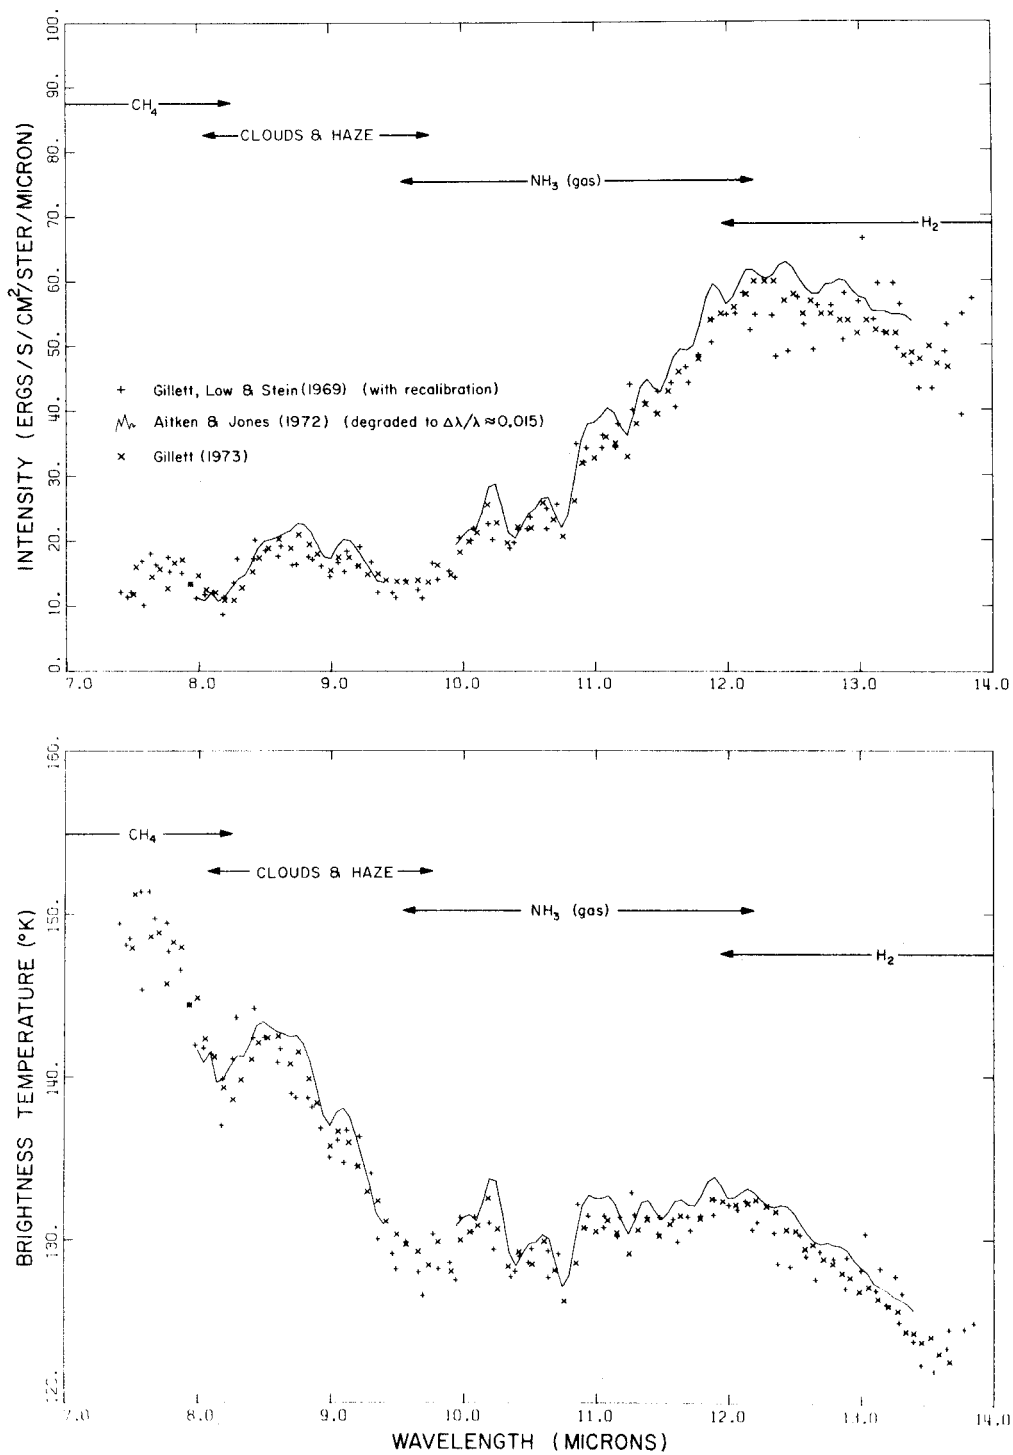 INTENSITY (ERGS/S/CM²/STER/MICRON)
100.
90.
80.
70.
60.
50.
40.
30.
20.
10.
0.
CH₄
CLOUDS & HAZE
NH₃ (gas)
H₂
+ Gillett, Low & Stein (1969) (with recalibration)
Aitken & Jones (1972) (degraded to Δλ/λ≈0.015)
× Gillett (1973)
7.0 8.0 9.0 10.0 11.0 12.0 13.0 14.0
BRIGHTNESS TEMPERATURE (°K)
160.
150.
140.
130.
120.
CH₄
CLOUDS & HAZE
NH₃ (gas)
H₂
7.0 8.0 9.0 10.0 11.0 12.0 13.0 14.0
WAVELENGTH (MICRONS)